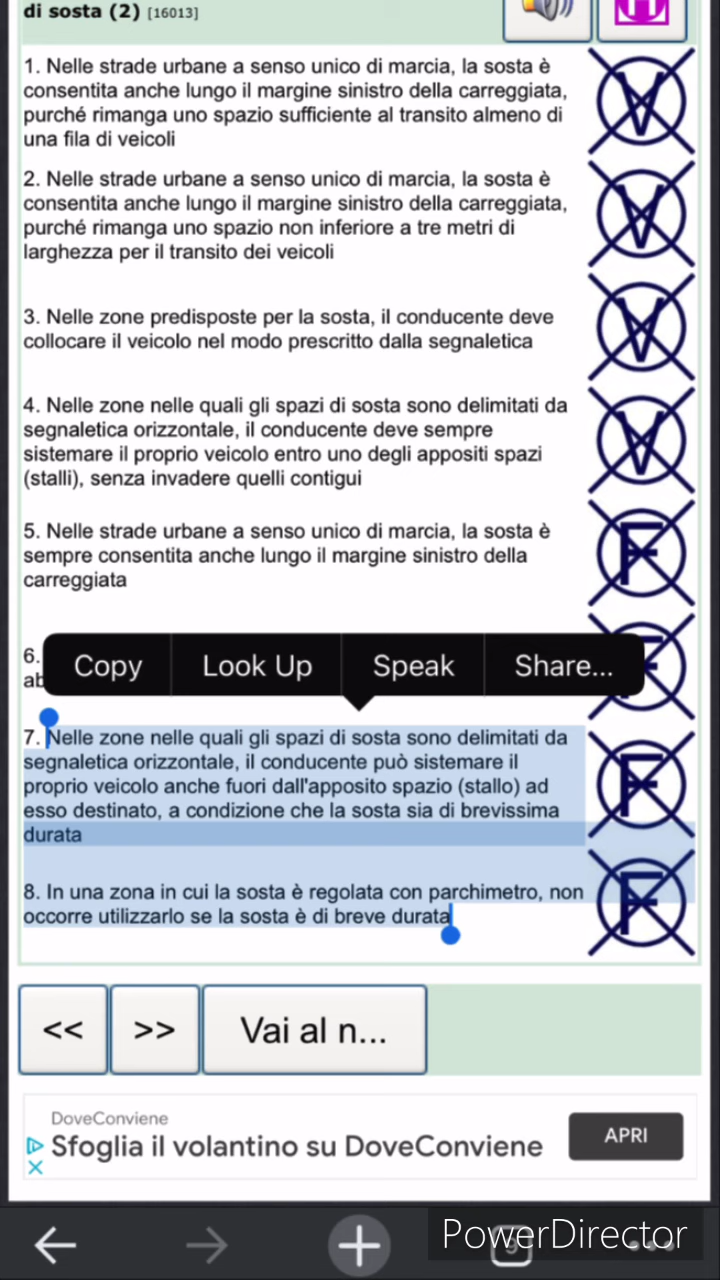 di sosta (2) [16013]
1. Nelle strade urbane a senso unico di marcia, la sosta è
consentita anche lungo il margine sinistro della carreggiata,
purché rimanga uno spazio sufficiente al transito almeno di
una fila di veicoli
V
2. Nelle strade urbane a senso unico di marcia, la sosta è
consentita anche lungo il margine sinistro della carreggiata,
purché rimanga uno spazio non inferiore a tre metri di
larghezza per il transito dei veicoli
V
3. Nelle zone predisposte per la sosta, il conducente deve
collocare il veicolo nel modo prescritto dalla segnaletica
V
4. Nelle zone nelle quali gli spazi di sosta sono delimitati da
segnaletica orizzontale, il conducente deve sempre
sistemare il proprio veicolo entro uno degli appositi spazi
(stalli), senza invadere quelli contigui
V
5. Nelle strade urbane a senso unico di marcia, la sosta è
sempre consentita anche lungo il margine sinistro della
carreggiata
F
6.
ab
Copy Look Up Speak Share...
7. Nelle zone nelle quali gli spazi di sosta sono delimitati da
segnaletica orizzontale, il conducente può sistemare il
proprio veicolo anche fuori dall'apposito spazio (stallo) ad
esso destinato, a condizione che la sosta sia di brevissima
durata
F
8. In una zona in cui la sosta è regolata con parchimetro, non
occorre utilizzarlo se la sosta è di breve durata
F
<< >> Vai al n...
DoveConviene
Sfoglia il volantino su DoveConviene
APRI
PowerDirector